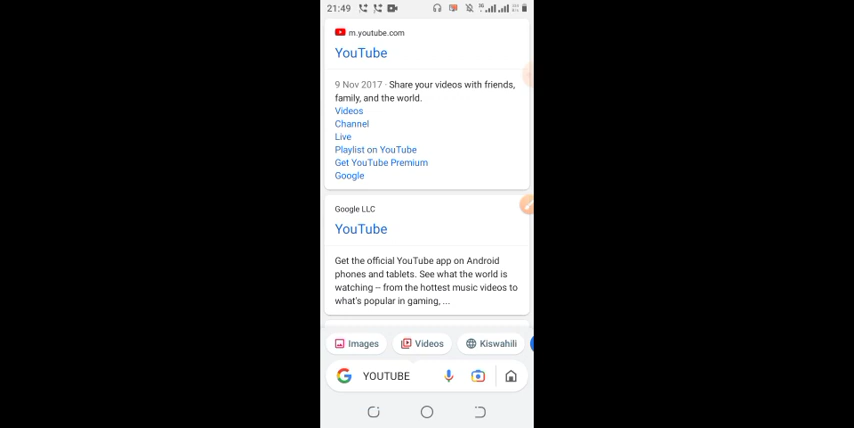 21:49
m.youtube.com
YouTube
9 Nov 2017 · Share your videos with friends,
family, and the world.
Videos
Channel
Live
Playlist on YouTube
Get YouTube Premium
Google
Google LLC
YouTube
Get the official YouTube app on Android
phones and tablets. See what the world is
watching -- from the hottest music videos to
what's popular in gaming, ...
Images Videos Kiswahili
YOUTUBE